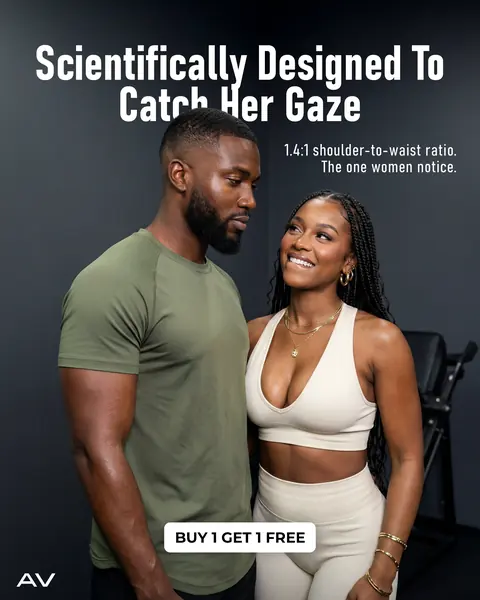 Scientifically Designed To
Catch Her Gaze
1.4:1 shoulder-to-waist ratio.
The one women notice.
BUY 1 GET 1 FREE
AV